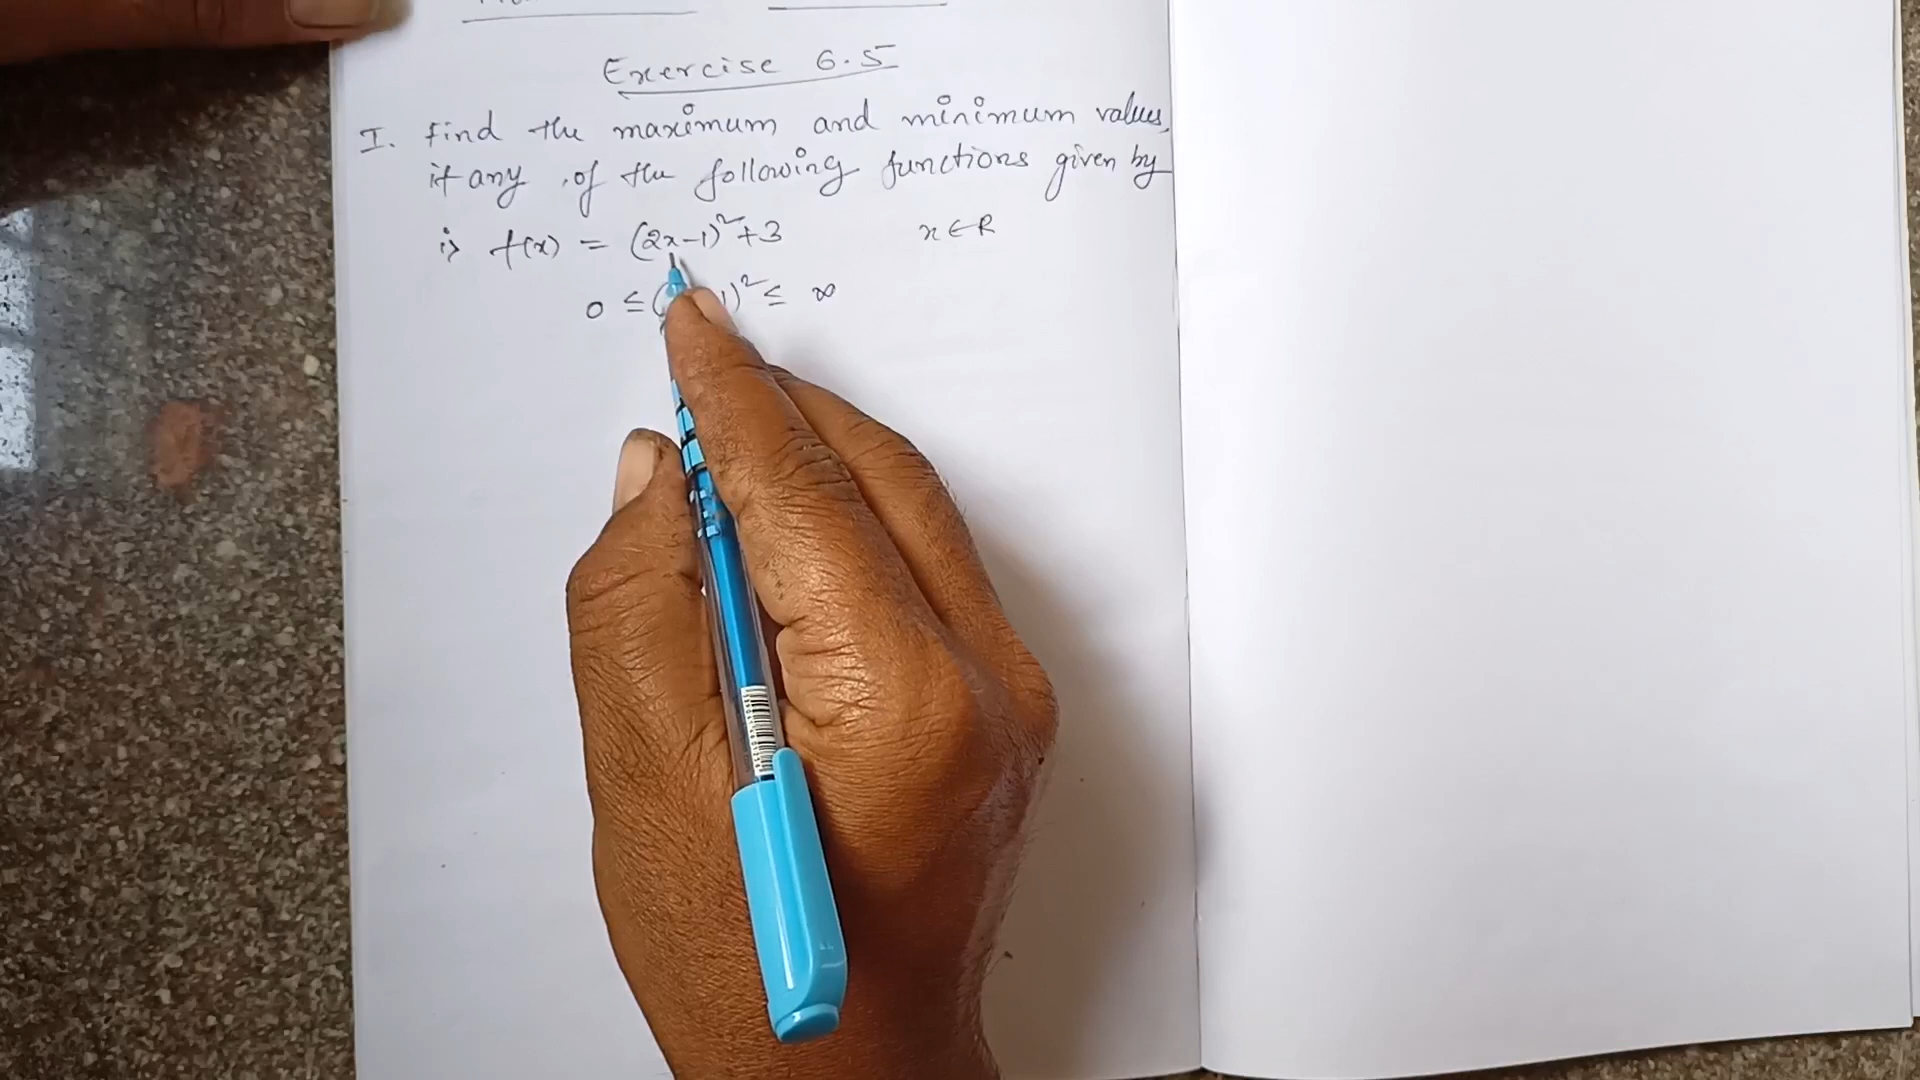 Exercise 6.5
I. Find the maximum and minimum values,
if any of the following functions given by
i> f(x) = (2x-1)²+3 x∈R
0 ≤ ( 1)² ≤ ∞